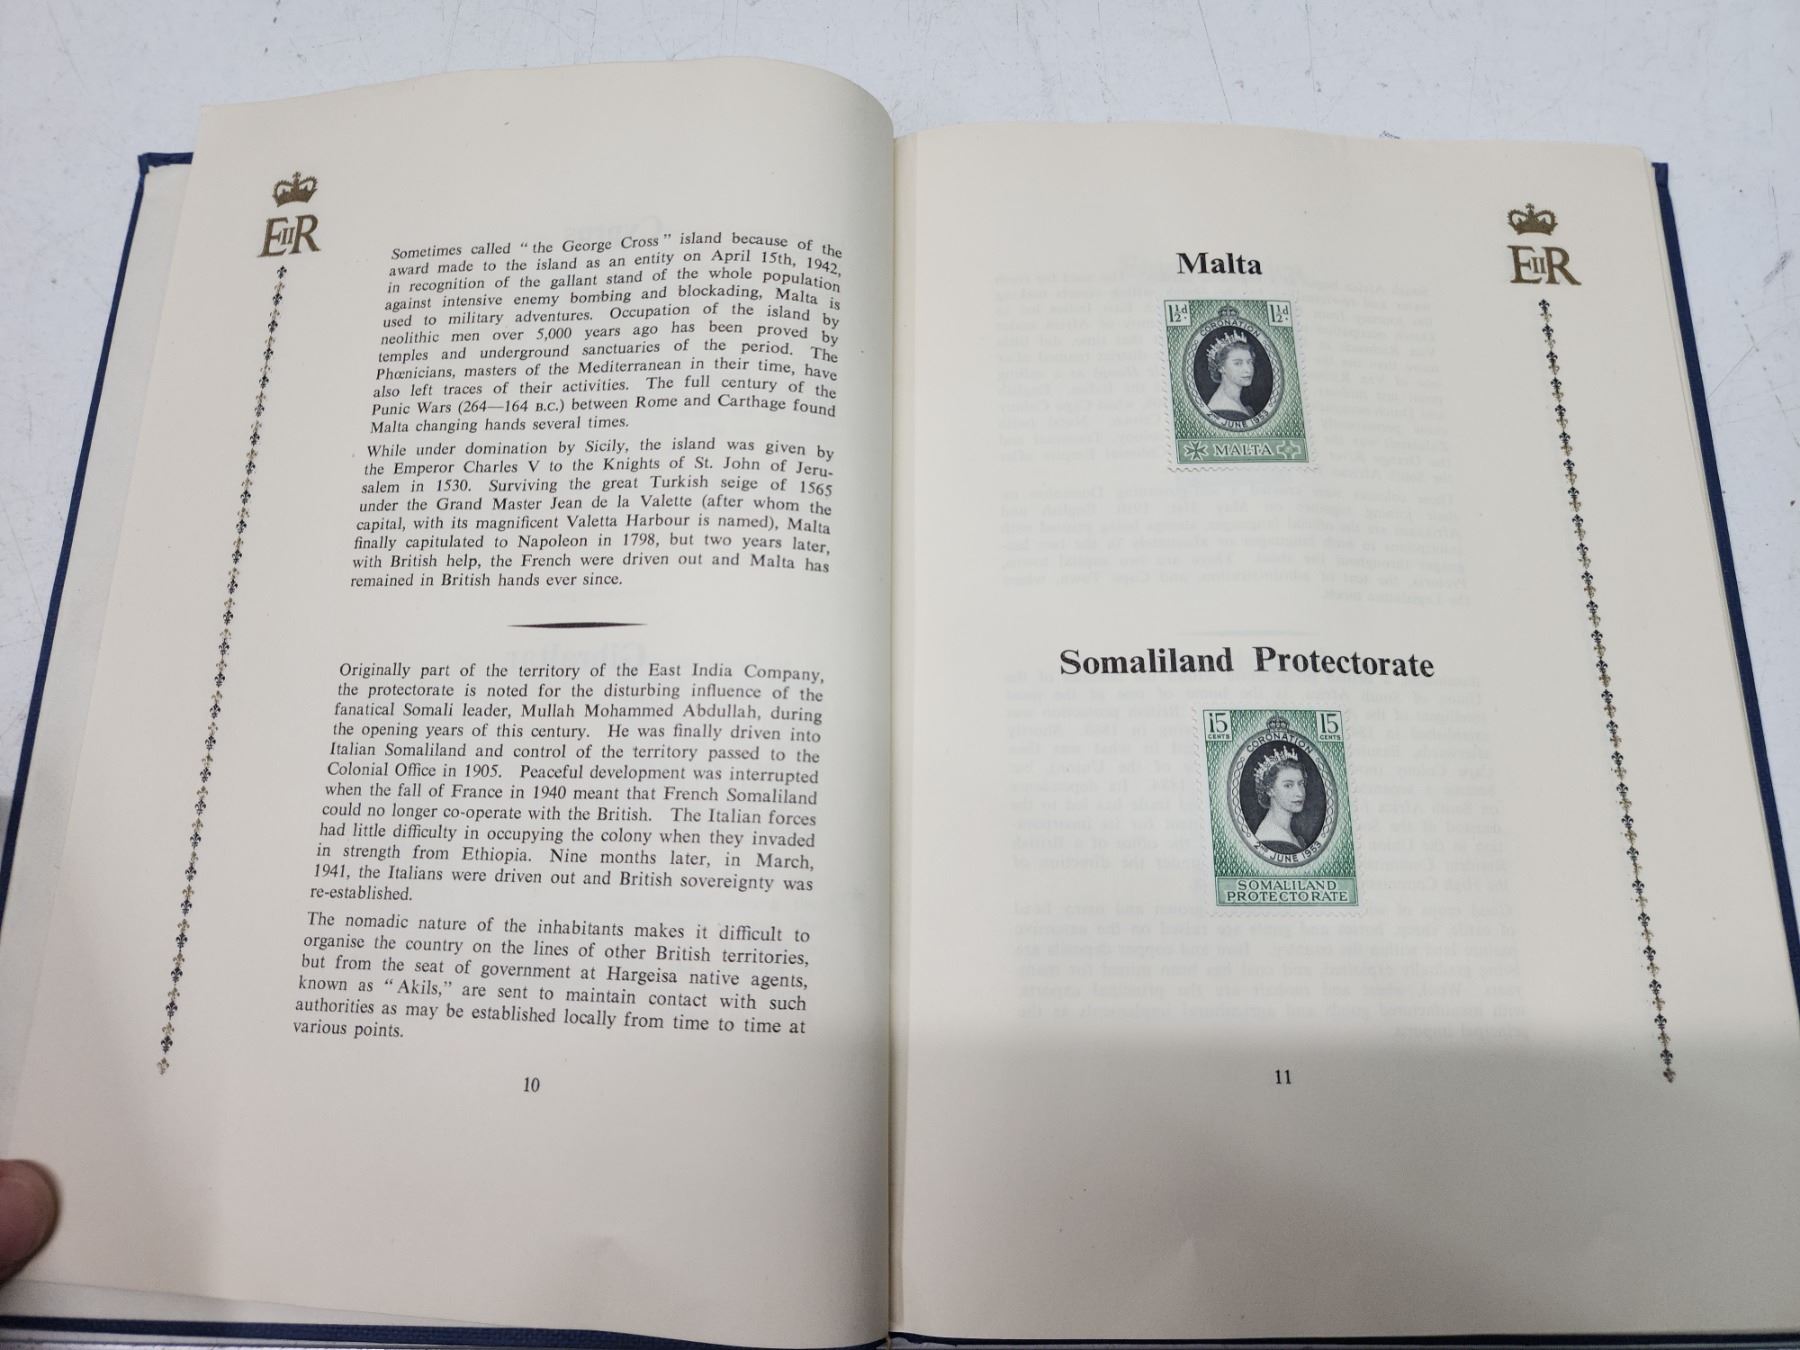 EIIR
Sometimes called "the George Cross" island because of the
award made to the island as an entity on April 15th, 1942,
in recognition of the gallant stand of the whole population
against intensive enemy bombing and blockading, Malta is
used to military adventures. Occupation of the island by
neolithic men over 5,000 years ago has been proved by
temples and underground sanctuaries of the period. The
Phœnicians, masters of the Mediterranean in their time, have
also left traces of their activities. The full century of the
Punic Wars (264—164 B.C.) between Rome and Carthage found
Malta changing hands several times.
While under domination by Sicily, the island was given by
the Emperor Charles V to the Knights of St. John of Jeru-
salem in 1530. Surviving the great Turkish seige of 1565
under the Grand Master Jean de la Valette (after whom the
capital, with its magnificent Valetta Harbour is named), Malta
finally capitulated to Napoleon in 1798, but two years later,
with British help, the French were driven out and Malta has
remained in British hands ever since.
Originally part of the territory of the East India Company,
the protectorate is noted for the disturbing influence of the
fanatical Somali leader, Mullah Mohammed Abdullah, during
the opening years of this century. He was finally driven into
Italian Somaliland and control of the territory passed to the
Colonial Office in 1905. Peaceful development was interrupted
when the fall of France in 1940 meant that French Somaliland
could no longer co-operate with the British. The Italian forces
had little difficulty in occupying the colony when they invaded
in strength from Ethiopia. Nine months later, in March,
1941, the Italians were driven out and British sovereignty was
re-established.
The nomadic nature of the inhabitants makes it difficult to
organise the country on the lines of other British territories,
but from the seat of government at Hargeisa native agents,
known as "Akils," are sent to maintain contact with such
authorities as may be established locally from time to time at
various points.
10
EIIR
Malta
1½d. 1½d.
CORONATION
2ND JUNE 1953
MALTA
Somaliland Protectorate
15 CENTS 15 CENTS
CORONATION
2ND JUNE 1953
SOMALILAND
PROTECTORATE
11